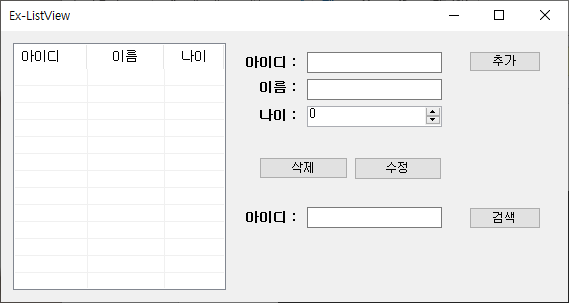 Ex-ListView
아이디 이름 나이
아이디 : 추가
이름 :
나이 : 0
삭제 수정
아이디 : 검색